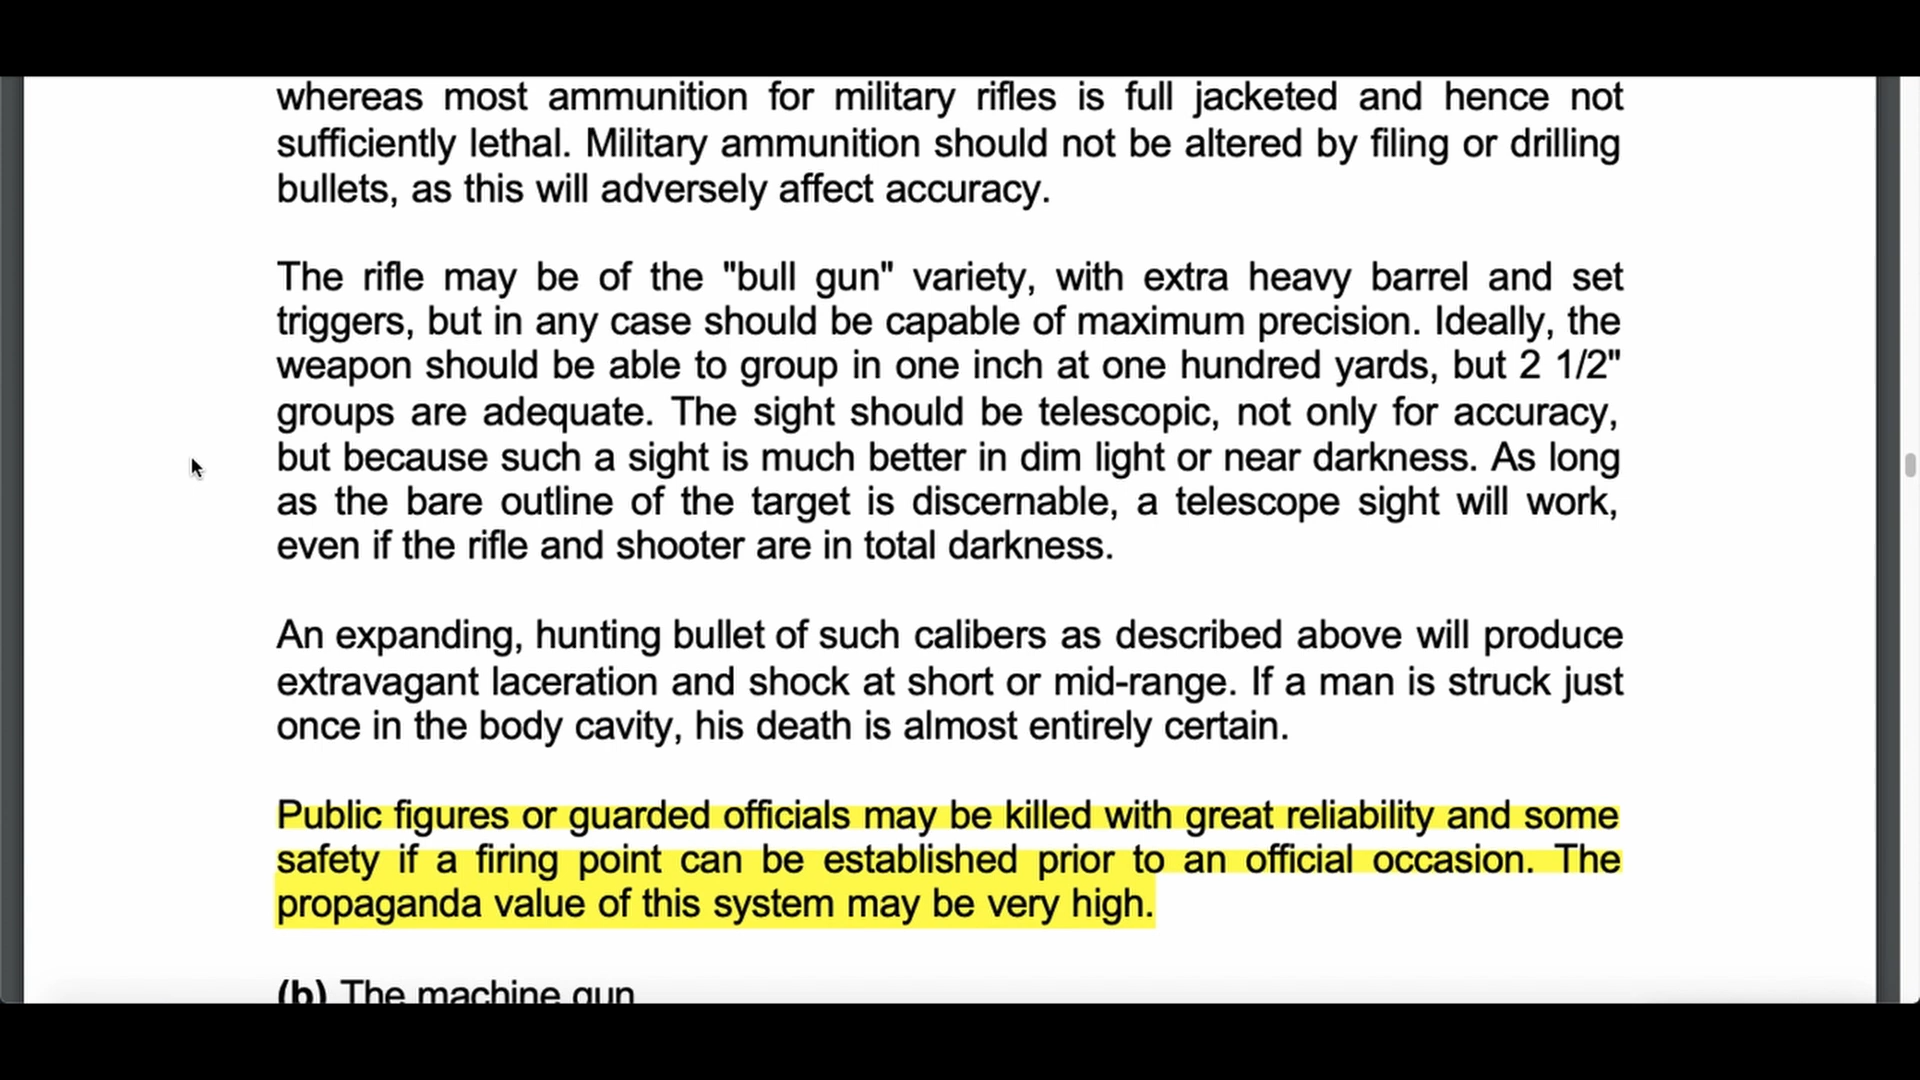 whereas most ammunition for military rifles is full jacketed and hence not
sufficiently lethal. Military ammunition should not be altered by filing or drilling
bullets, as this will adversely affect accuracy.
The rifle may be of the "bull gun" variety, with extra heavy barrel and set
triggers, but in any case should be capable of maximum precision. Ideally, the
weapon should be able to group in one inch at one hundred yards, but 2 1/2"
groups are adequate. The sight should be telescopic, not only for accuracy,
but because such a sight is much better in dim light or near darkness. As long
as the bare outline of the target is discernable, a telescope sight will work,
even if the rifle and shooter are in total darkness.
An expanding, hunting bullet of such calibers as described above will produce
extravagant laceration and shock at short or mid-range. If a man is struck just
once in the body cavity, his death is almost entirely certain.
Public figures or guarded officials may be killed with great reliability and some
safety if a firing point can be established prior to an official occasion. The
propaganda value of this system may be very high.
(b) The machine gun